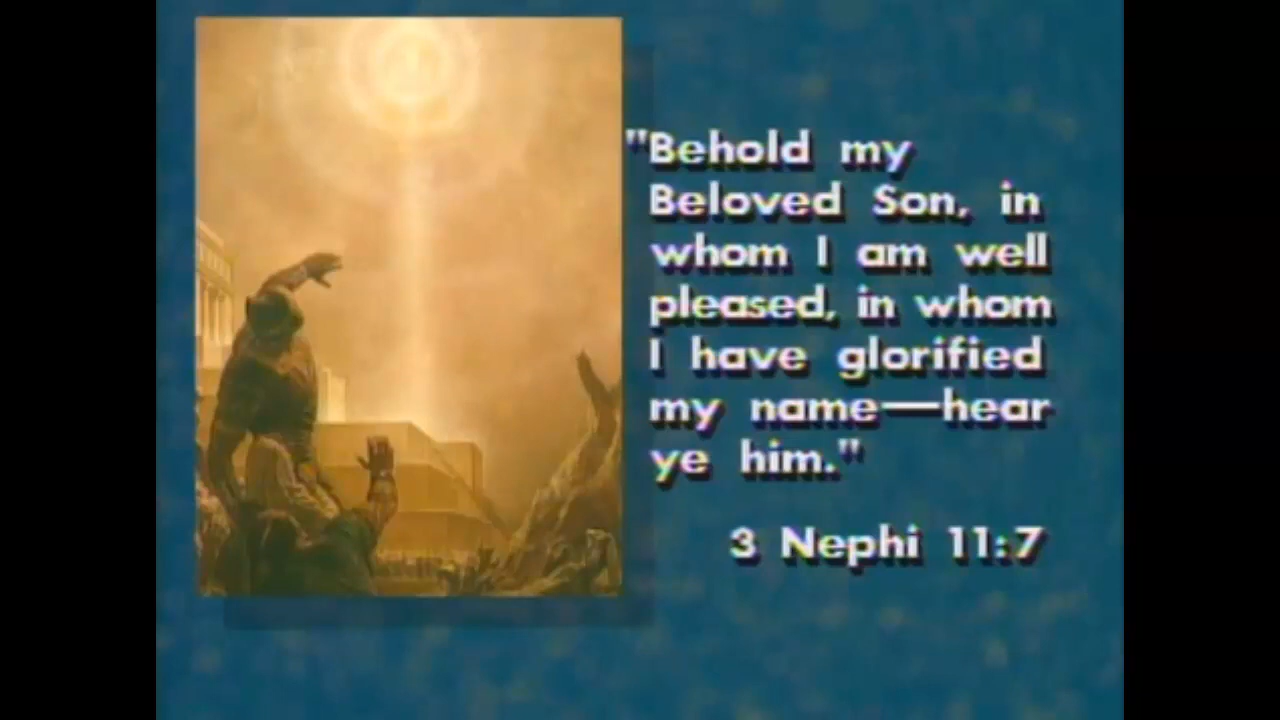 "Behold my
Beloved Son, in
whom I am well
pleased, in whom
I have glorified
my name—hear
ye him."
3 Nephi 11:7